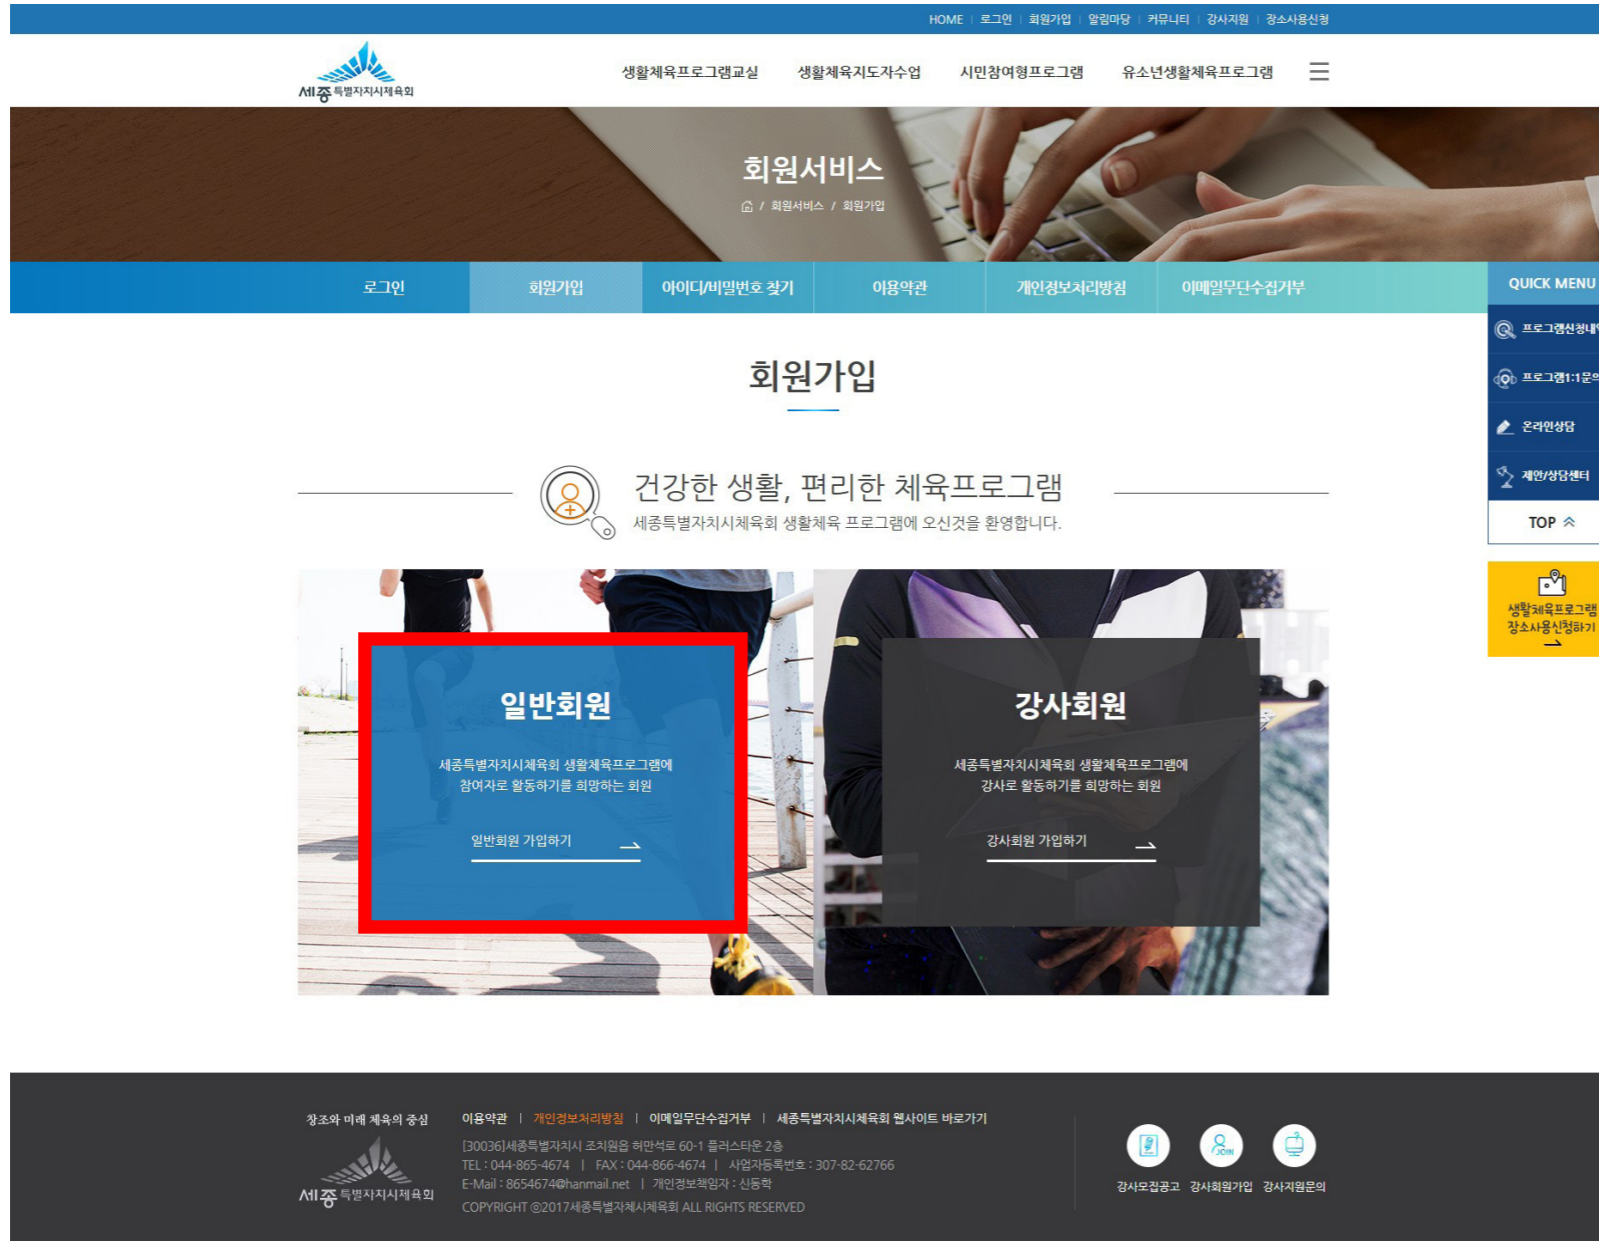 HOME | 로그인 | 회원가입 | 알림마당 | 커뮤니티 | 강사지원 | 장소사용신청
세종특별자치시체육회
생활체육프로그램교실 생활체육지도자수업 시민참여형프로그램 유소년생활체육프로그램
회원서비스
/ 회원서비스 / 회원가입
로그인 회원가입 아이디/비밀번호 찾기 이용약관 개인정보처리방침 이메일무단수집거부
QUICK MENU
프로그램신청내
프로그램1:1문의
온라인상담
제안/상담센터
TOP
생활체육프로그램
장소사용신청하기
회원가입
건강한 생활, 편리한 체육프로그램
세종특별자치시체육회 생활체육 프로그램에 오신것을 환영합니다.
일반회원
세종특별자치시체육회 생활체육프로그램에
참여자로 활동하기를 희망하는 회원
일반회원 가입하기
강사회원
세종특별자치시체육회 생활체육프로그램에
강사로 활동하기를 희망하는 회원
강사회원 가입하기
창조와 미래 체육의 중심
세종특별자치시체육회
이용약관 | 개인정보처리방침 | 이메일무단수집거부 | 세종특별자치시체육회 웹사이트 바로가기
[30036]세종특별자치시 조치원읍 허만석로 60-1 플러스타운 2층
TEL : 044-865-4674 | FAX : 044-866-4674 | 사업자등록번호 : 307-82-62766
E-Mail : 8654674@hanmail.net | 개인정보책임자 : 신동학
COPYRIGHT ©2017세종특별자체시체육회 ALL RIGHTS RESERVED
JOIN
강사모집공고 강사회원가입 강사지원문의